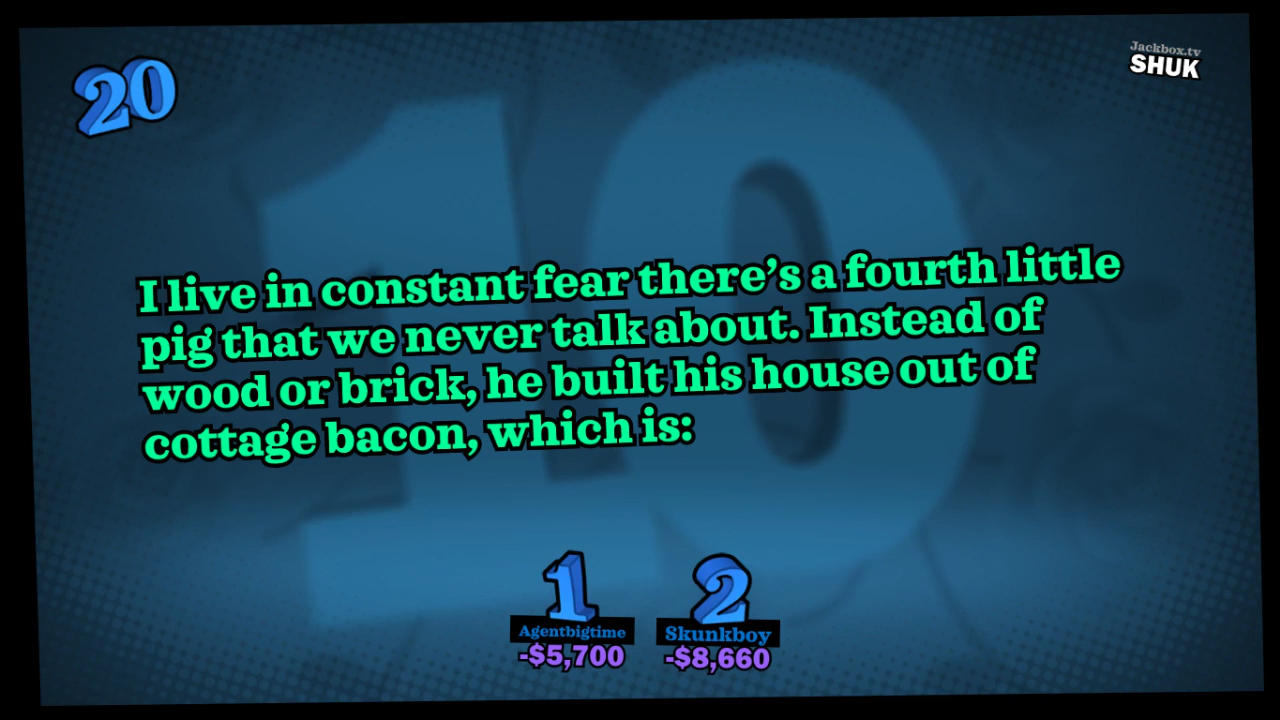 20
Jackbox.tv
SHUK
I live in constant fear there's a fourth little
pig that we never talk about. Instead of
wood or brick, he built his house out of
cottage bacon, which is:
10
1
Agentbigtime
-$5,700
2
Skunkboy
-$8,660